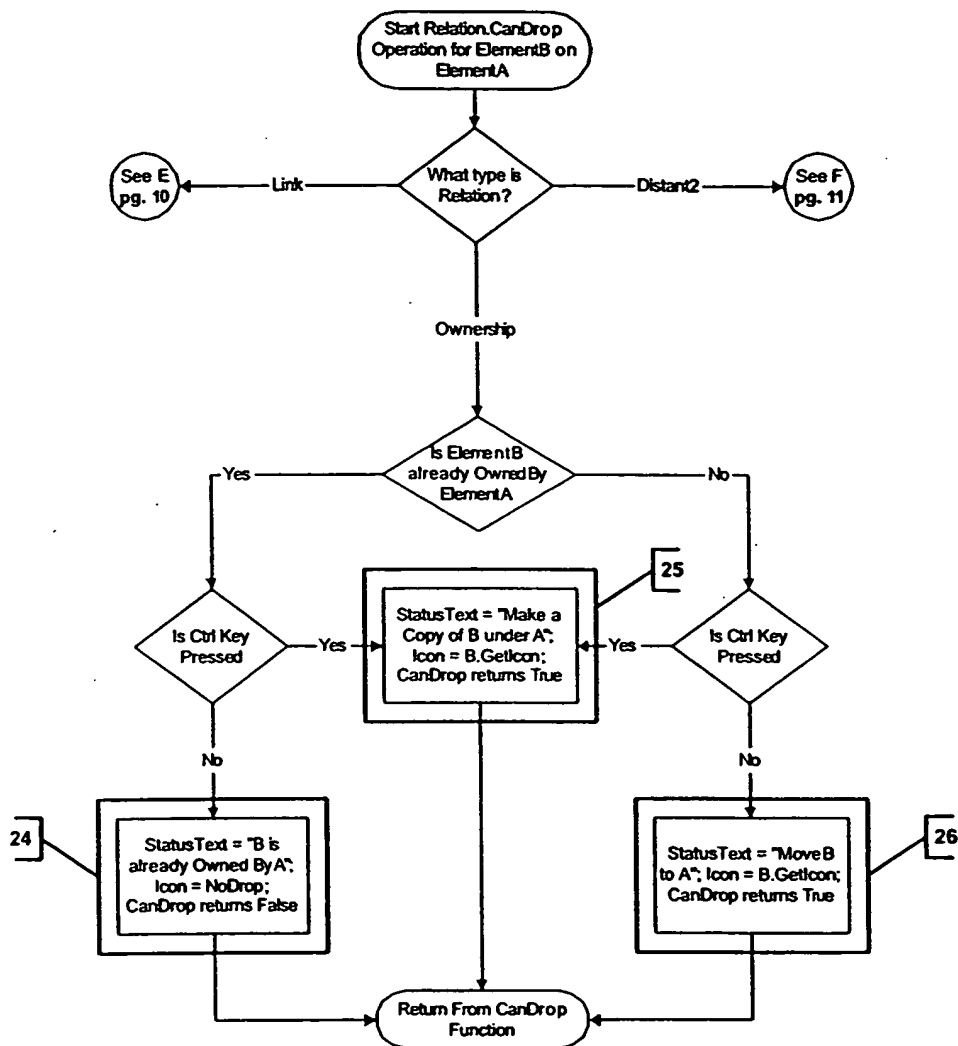 Start Relation.CanDrop
Operation for ElementB on
ElementA
What type is
Relation?
See E
pg. 10
Link
Distant2
See F
pg. 11
Ownership
Is ElementB
already Owned By
ElementA
Yes
No
25
StatusText = "Make a
Copy of B under A";
Icon = B.GetIcon;
CanDrop returns True
Is Ctrl Key
Pressed
Yes
Yes
Is Ctrl Key
Pressed
No
No
24
StatusText = "B is
already Owned By A";
Icon = NoDrop;
CanDrop returns False
26
StatusText = "Move B
to A"; Icon = B.GetIcon;
CanDrop returns True
Return From CanDrop
Function